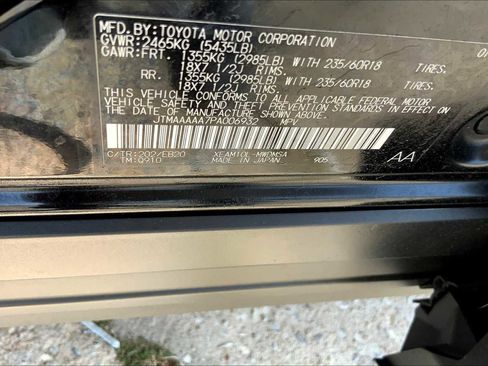 MFD.BY:TOYOTA MOTOR CORPORATION 01
GVWR:2465KG (5435LB)
GAWR:FRT. 1355KG (2985LB) 235/60R18 TIRES.
18X7 1/2J RIMS.
RR. 1355KG (2985LB) 235/60R18 TIRES.
18X7 1/2J RIMS.
THIS VEHICLE CONFORMS TO ALL APPLICABLE FEDERAL MOTOR
VEHICLE SAFETY AND THEFT PREVENTION STANDARDS IN EFFECT
ON THE DATE OF MANUFACTURE SHOWN ABOVE.
JTMAAAAA7PA006932 MPV
C/TR:202/EB20 XEAM10L-MWDMSA AA
TM:Q910 MADE IN JAPAN 905